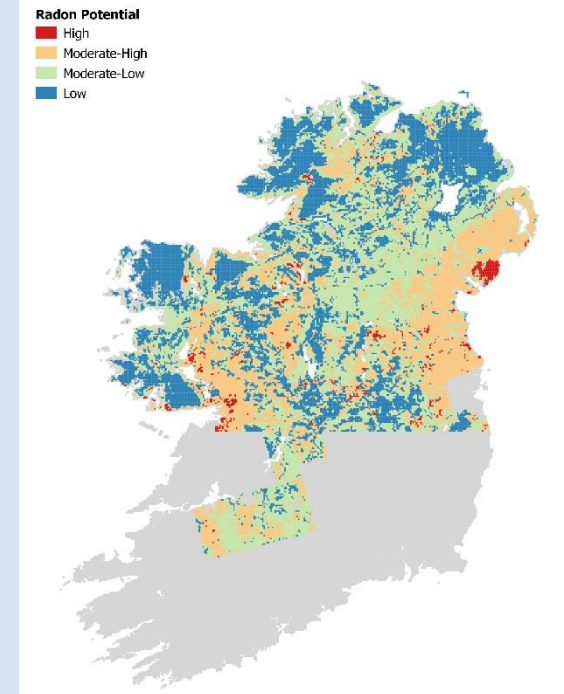 Radon Potential
High
Moderate-High
Moderate-Low
Low